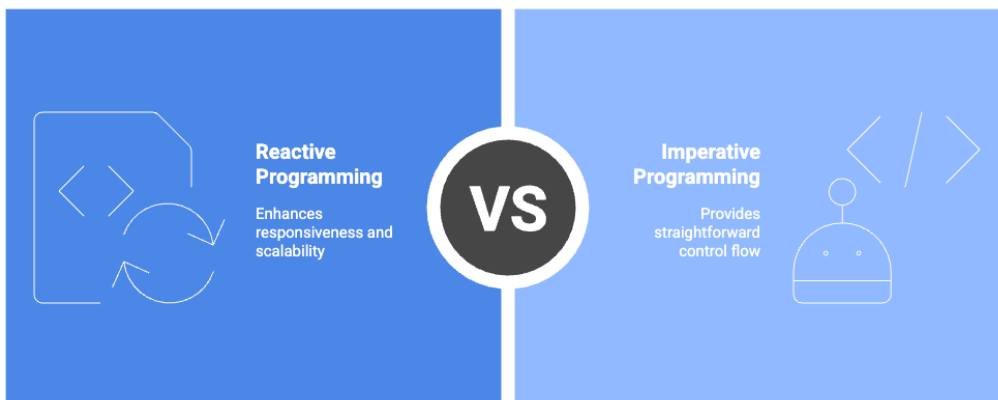 Reactive
Programming
Enhances
responsiveness and
scalability
VS
Imperative
Programming
Provides
straightforward
control flow